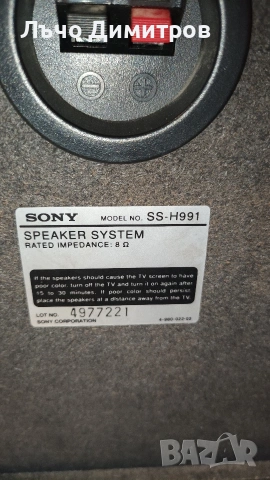 Лъчо Димитров
SONY MODEL NO. SS-H991
SPEAKER SYSTEM
RATED IMPEDANCE: 8 Ω
If the speakers should cause the TV screen to have
poor color, turn off the TV and turn it on again after
15 to 30 minutes. If poor color should persist,
place the speakers at a distance away from the TV.
LOT NO. 4977221
SONY CORPORATION
BAZAR